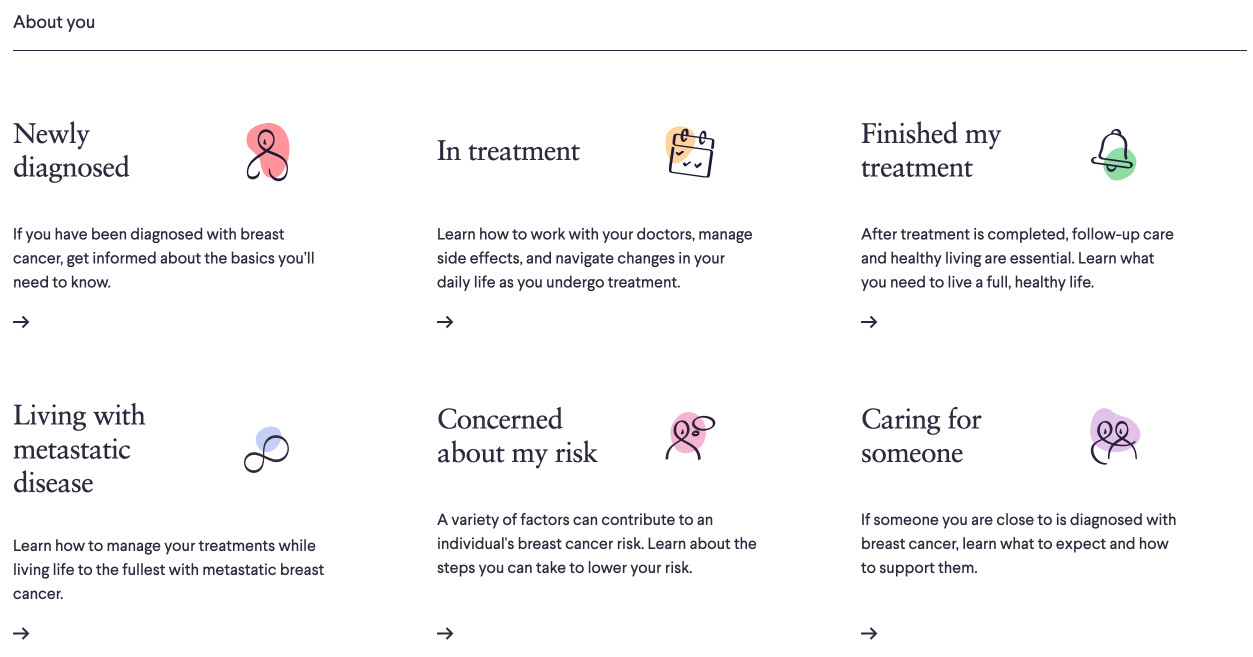 About you
Newly
diagnosed
If you have been diagnosed with breast
cancer, get informed about the basics you’ll
need to know.
In treatment
Learn how to work with your doctors, manage
side effects, and navigate changes in your
daily life as you undergo treatment.
Finished my
treatment
After treatment is completed, follow-up care
and healthy living are essential. Learn what
you need to live a full, healthy life.
Living with
metastatic
disease
Learn how to manage your treatments while
living life to the fullest with metastatic breast
cancer.
Concerned
about my risk
A variety of factors can contribute to an
individual's breast cancer risk. Learn about the
steps you can take to lower your risk.
Caring for
someone
If someone you are close to is diagnosed with
breast cancer, learn what to expect and how
to support them.